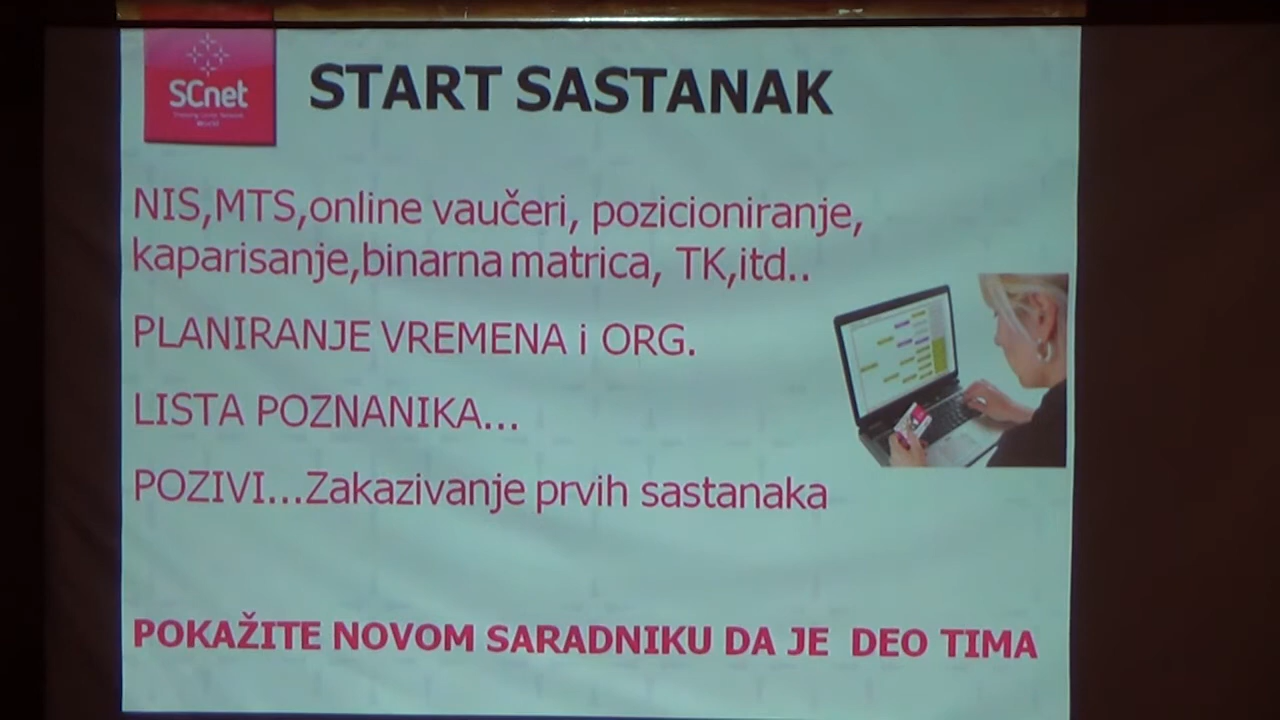 SCnet
START SASTANAK
NIS,MTS,online vaučeri, pozicioniranje,
kaparisanje,binarna matrica, TK,itd..
PLANIRANJE VREMENA i ORG.
LISTA POZNANIKA...
POZIVI...Zakazivanje prvih sastanaka
POKAŽITE NOVOM SARADNIKU DA JE DEO TIMA